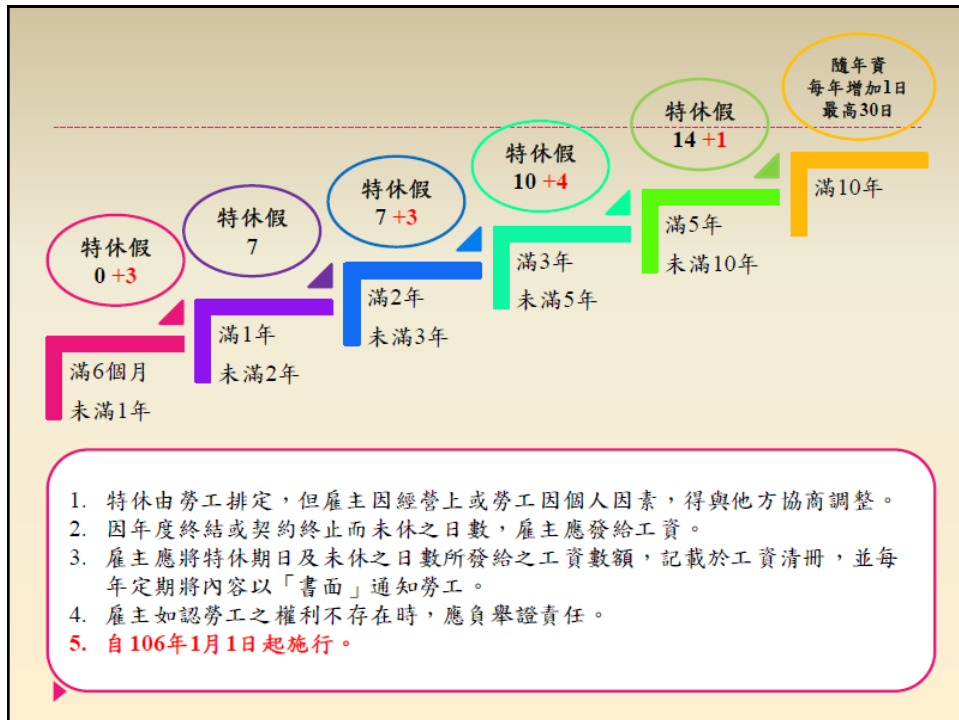 特休假
0 +3
滿6個月
未滿1年
特休假
7
滿1年
未滿2年
特休假
7 +3
滿2年
未滿3年
特休假
10 +4
滿3年
未滿5年
特休假
14 +1
滿5年
未滿10年
隨年資
每年增加1日
最高30日
滿10年
1. 特休由勞工排定，但雇主因經營上或勞工因個人因素，得與他方協商調整。
2. 因年度終結或契約終止而未休之日數，雇主應發給工資。
3. 雇主應將特休期日及未休之日數所發給之工資數額，記載於工資清冊，並每
年定期將內容以「書面」通知勞工。
4. 雇主如認勞工之權利不存在時，應負舉證責任。
5. 自106年1月1日起施行。